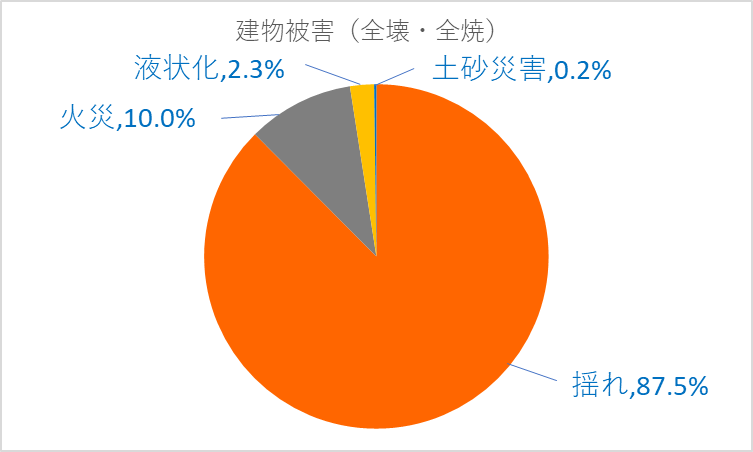 建物被害（全壊・全焼）
液状化,2.3%
土砂災害,0.2%
火災,10.0%
揺れ,87.5%